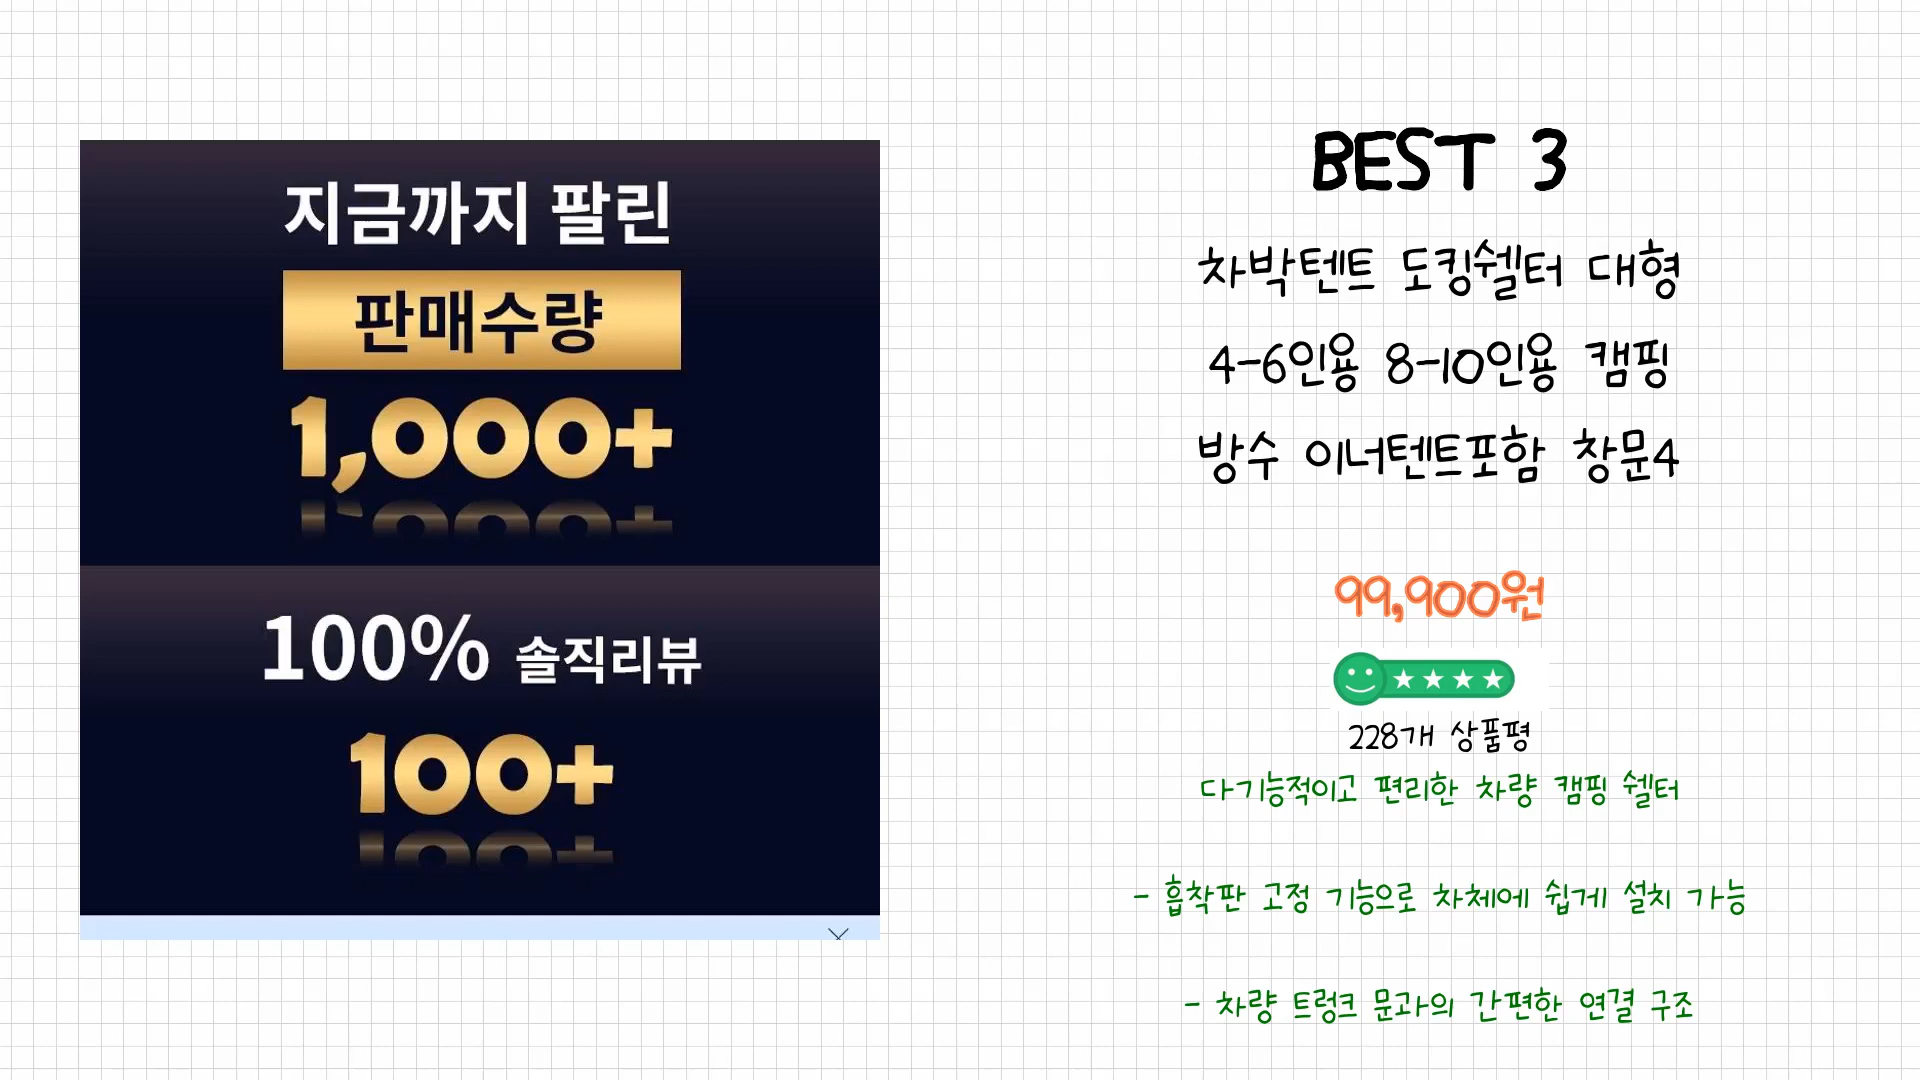 지금까지 팔린
판매수량
1,000+
100% 솔직리뷰
100+
BEST 3
차박텐트 도킹쉘터 대형
4-6인용 8-10인용 캠핑
방수 이너텐트포함 창문4
99,900원
228개 상품평
다기능적이고 편리한 차량 캠핑 쉘터
- 흡착판 고정 기능으로 차체에 쉽게 설치 가능
- 차량 트렁크 문과의 간편한 연결 구조